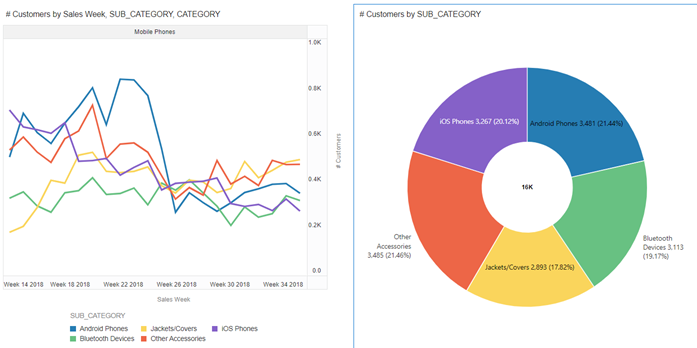 # Customers by Sales Week, SUB_CATEGORY, CATEGORY
Mobile Phones
1.0K
0.8K
0.6K
0.4K
0.2K
0.0
# Customers
Week 14 2018
Week 18 2018
Week 22 2018
Week 26 2018
Week 30 2018
Week 34 2018
Sales Week
SUB_CATEGORY
Android Phones
Jackets/Covers
iOS Phones
Bluetooth Devices
Other Accessories
# Customers by SUB_CATEGORY
iOS Phones 3,267 (20.12%)
Android Phones 3,481 (21.44%)
16K
Other
Accessories
3,485 (21.46%)
Bluetooth
Devices 3,113
(19.17%)
Jackets/Covers 2,893 (17.82%)